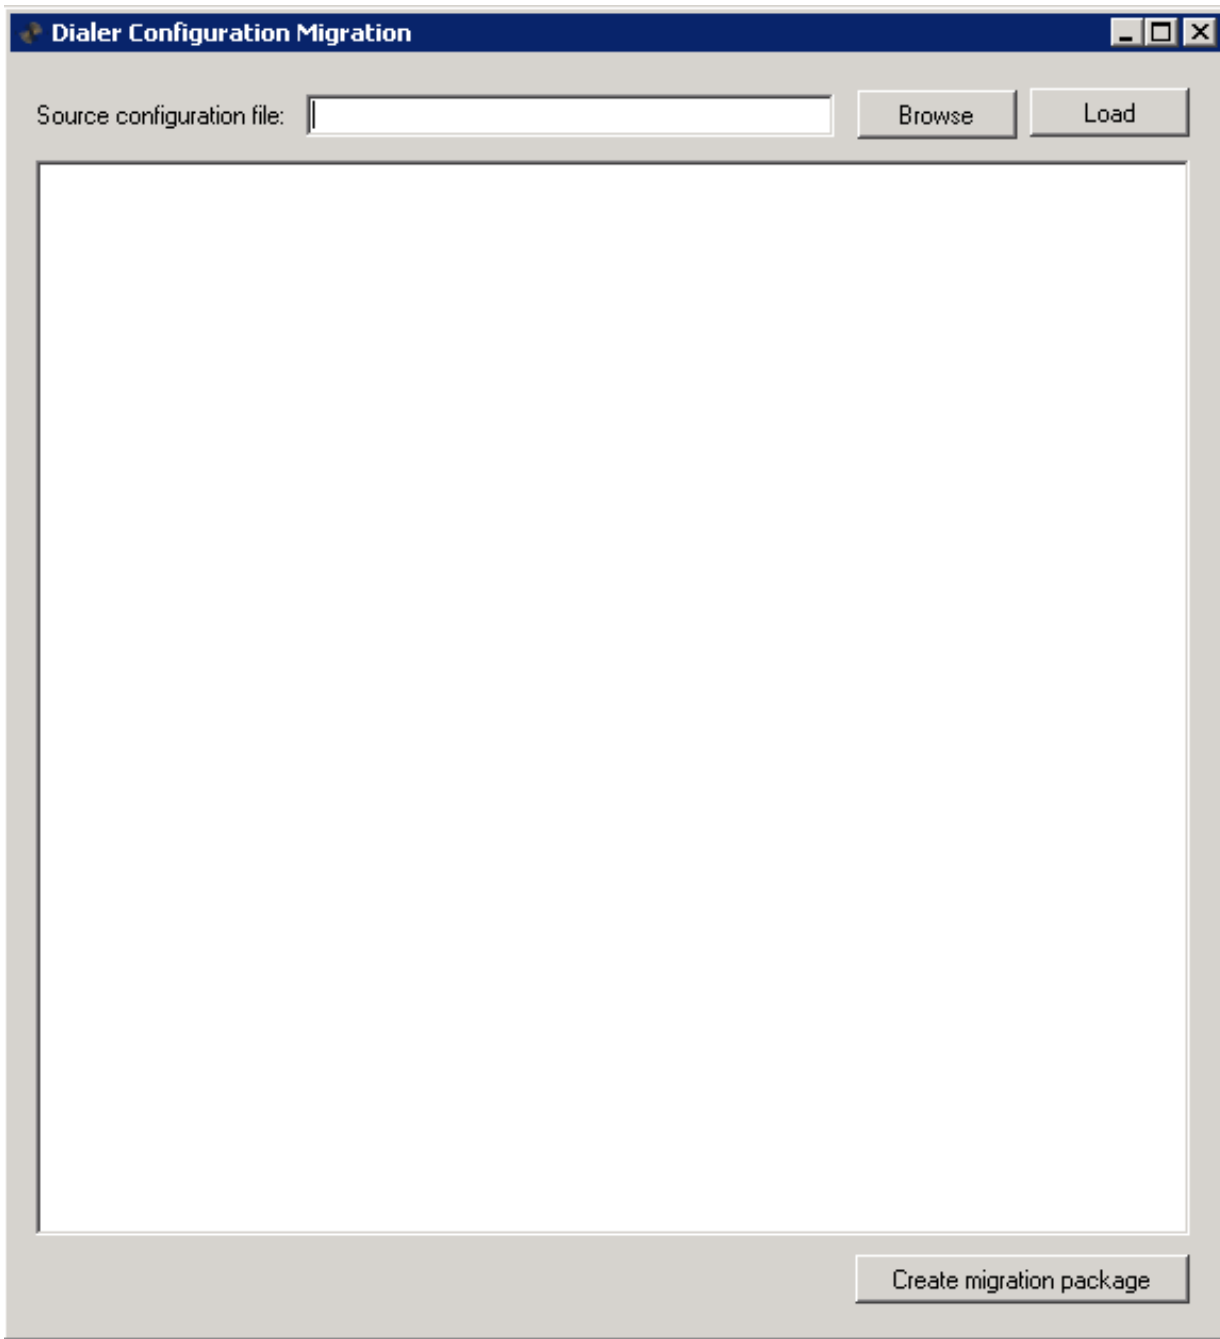 Dialer Configuration Migration
Source configuration file: Browse Load
Create migration package